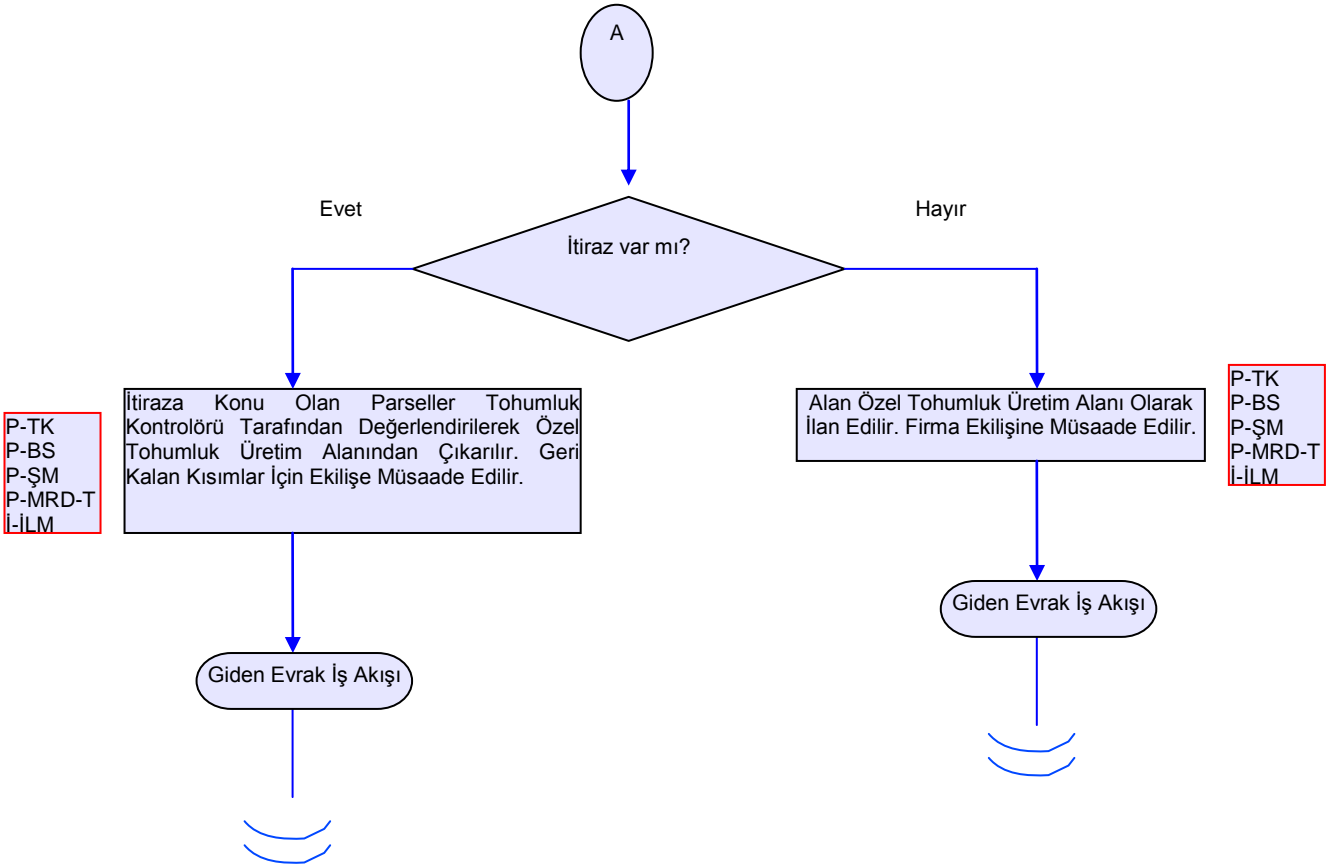 A
Evet
Hayır
İtiraz var mı?
P-TK
P-BS
P-ŞM
P-MRD-T
İ-İLM
İtiraza Konu Olan Parseller Tohumluk
Kontrolörü Tarafından Değerlendirilerek Özel
Tohumluk Üretim Alanından Çıkarılır. Geri
Kalan Kısımlar İçin Ekilişe Müsaade Edilir.
Alan Özel Tohumluk Üretim Alanı Olarak
İlan Edilir. Firma Ekilişine Müsaade Edilir.
P-TK
P-BS
P-ŞM
P-MRD-T
İ-İLM
Giden Evrak İş Akışı
Giden Evrak İş Akışı